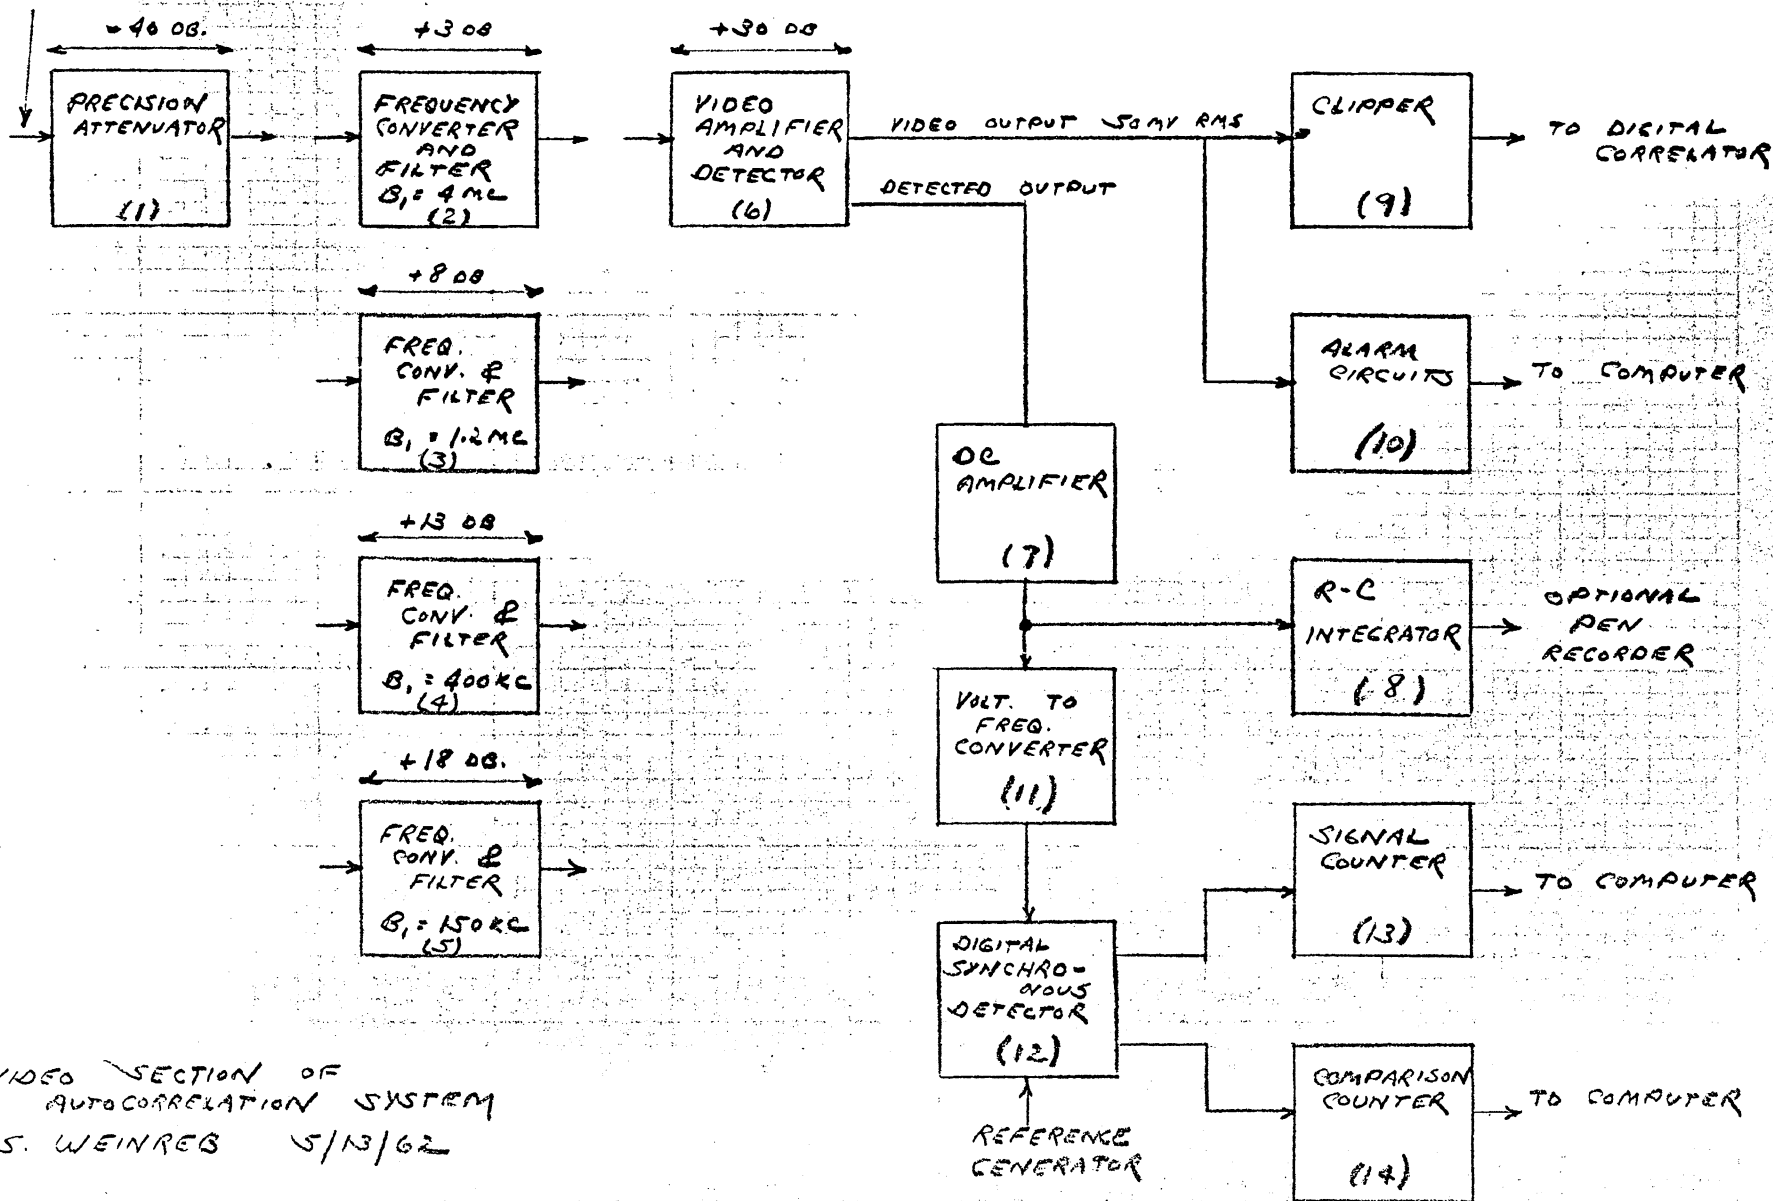 -40 DB.
PRECISION
ATTENUATOR
(1)
+3 DB
FREQUENCY
CONVERTER
AND
FILTER
B₁ = 4 MC
(2)
+30 DB
VIDEO
AMPLIFIER
AND
DETECTOR
(6)
VIDEO OUTPUT 50 MV RMS
DETECTED OUTPUT
CLIPPER
(9)
TO DIGITAL
CORRELATOR
+8 DB
FREQ.
CONV. &
FILTER
B₁ = 1.2 MC
(3)
ALARM
CIRCUITS
(10)
TO COMPUTER
DC
AMPLIFIER
(7)
+13 DB
FREQ.
CONV. &
FILTER
B₁ = 400 KC
(4)
R-C
INTEGRATOR
(8)
OPTIONAL
PEN
RECORDER
VOLT. TO
FREQ.
CONVERTER
(11)
+18 DB.
FREQ.
CONV. &
FILTER
B₁ = 150 KC
(5)
SIGNAL
COUNTER
(13)
TO COMPUTER
DIGITAL
SYNCHRO-
NOUS
DETECTOR
(12)
REFERENCE
GENERATOR
COMPARISON
COUNTER
(14)
TO COMPUTER
VIDEO SECTION OF
AUTOCORRELATION SYSTEM
S. WEINREB 5/13/62